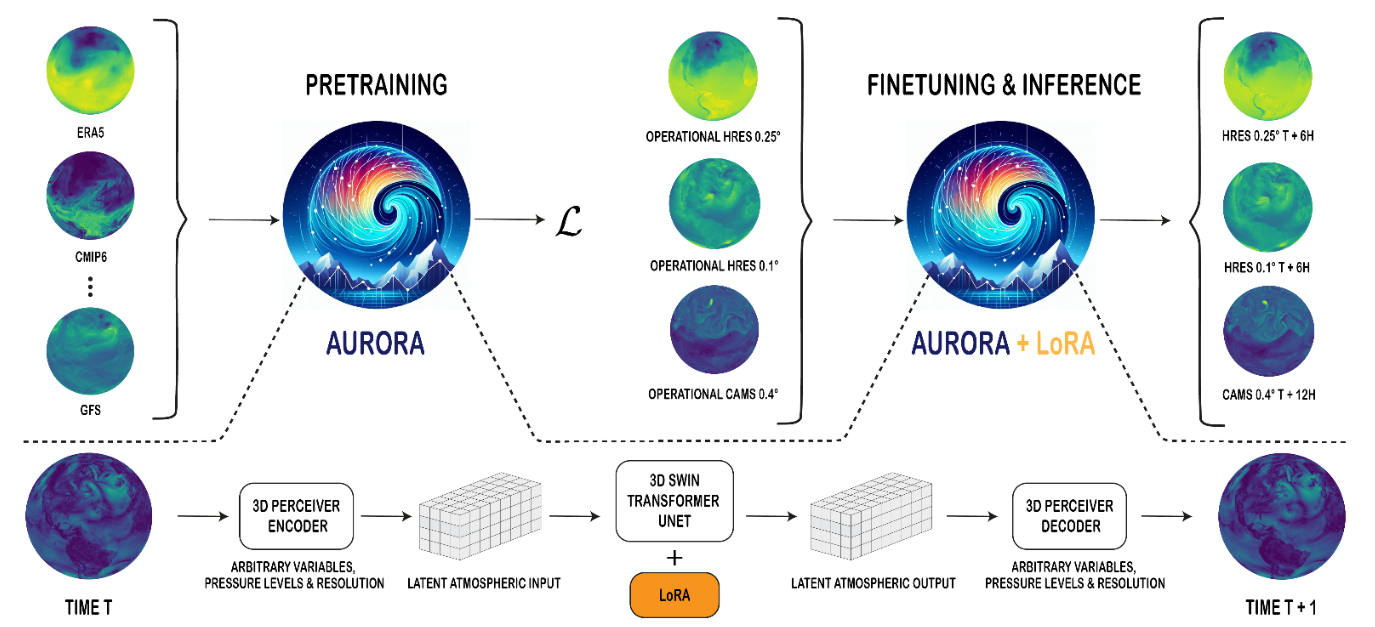 PRETRAINING
ERA5
CMIP6
GFS
AURORA
ℒ
OPERATIONAL HRES 0.25°
OPERATIONAL HRES 0.1°
OPERATIONAL CAMS 0.4°
FINETUNING & INFERENCE
AURORA + LoRA
HRES 0.25° T + 6H
HRES 0.1° T + 6H
CAMS 0.4° T + 12H
TIME T
3D PERCEIVER
ENCODER
ARBITRARY VARIABLES,
PRESSURE LEVELS & RESOLUTION
LATENT ATMOSPHERIC INPUT
3D SWIN
TRANSFORMER
UNET
+
LoRA
LATENT ATMOSPHERIC OUTPUT
3D PERCEIVER
DECODER
ARBITRARY VARIABLES,
PRESSURE LEVELS & RESOLUTION
TIME T + 1